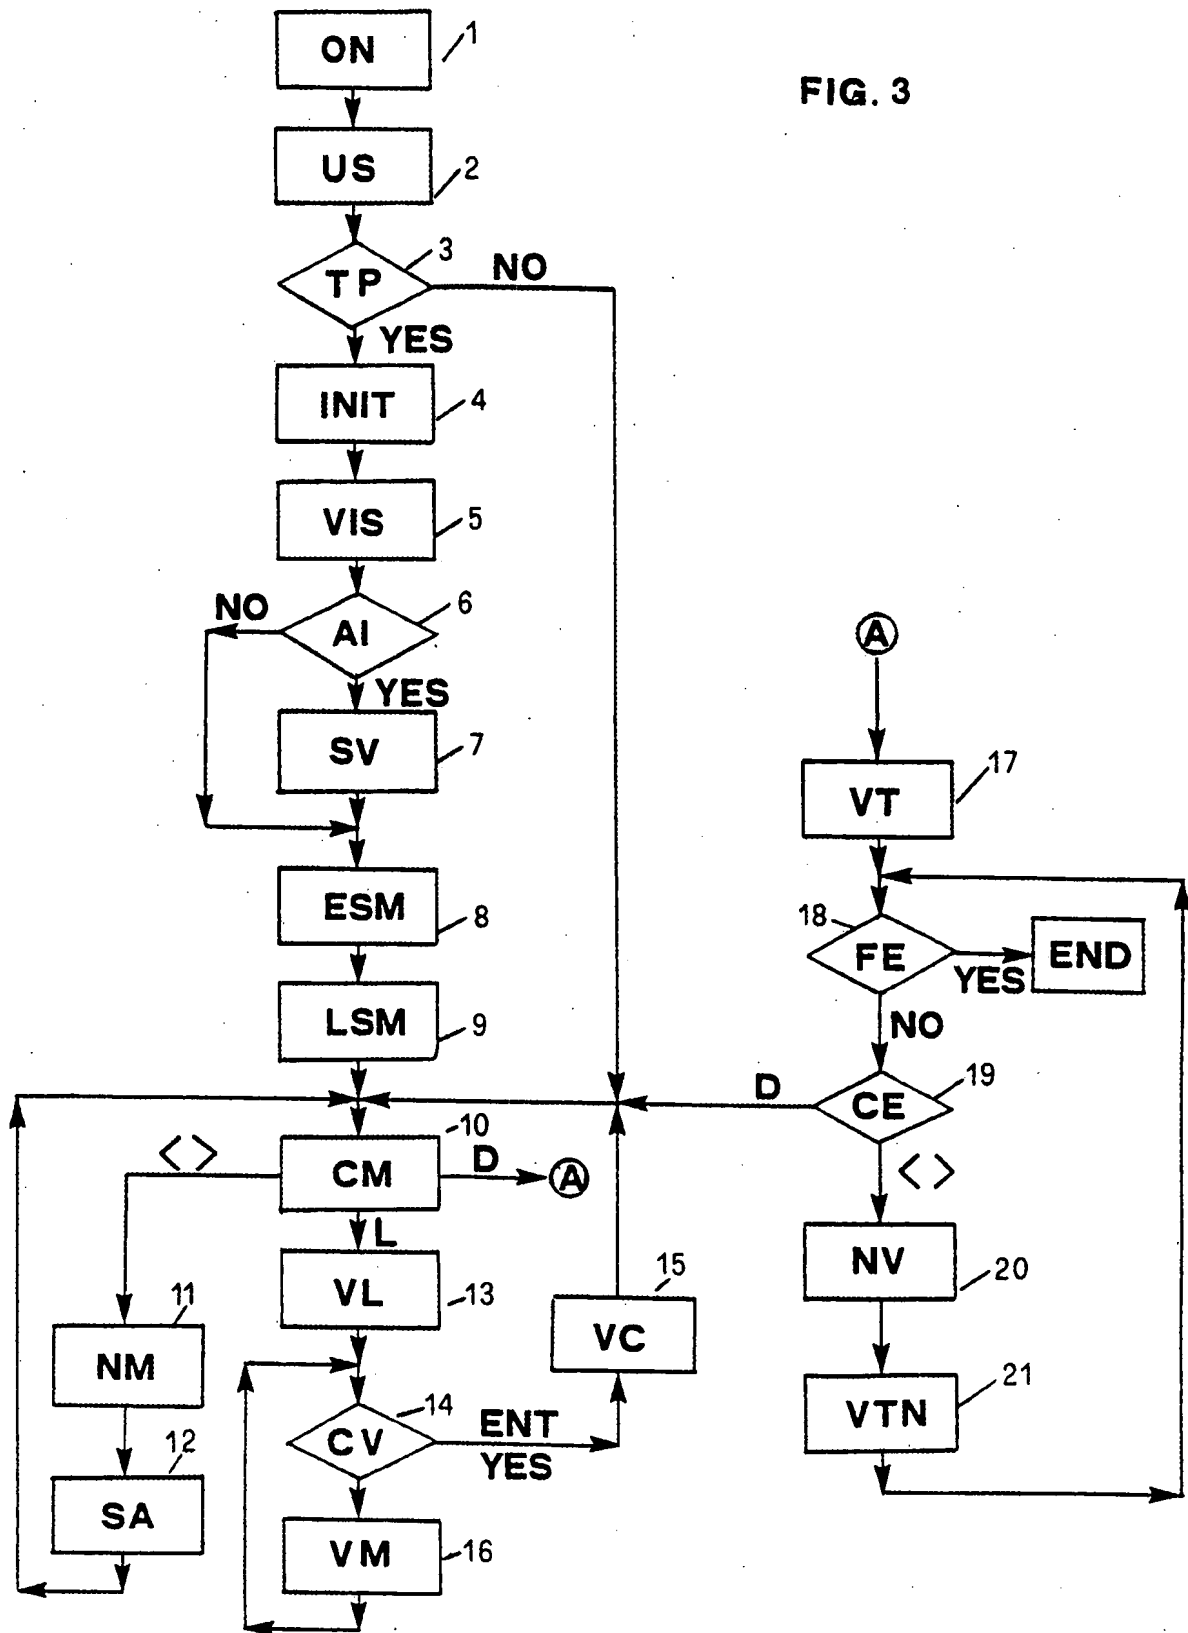 ON
1
FIG. 3
US
2
3
TP
NO
YES
INIT
4
VIS
5
NO
6
AI
YES
SV
7
A
17
VT
ESM
8
18
FE
YES
END
LSM
9
NO
D
19
CE
10
< >
CM
D
A
< >
L
NV
20
VL
13
15
VC
11
NM
21
VTN
14
CV
ENT
YES
12
SA
VM
16